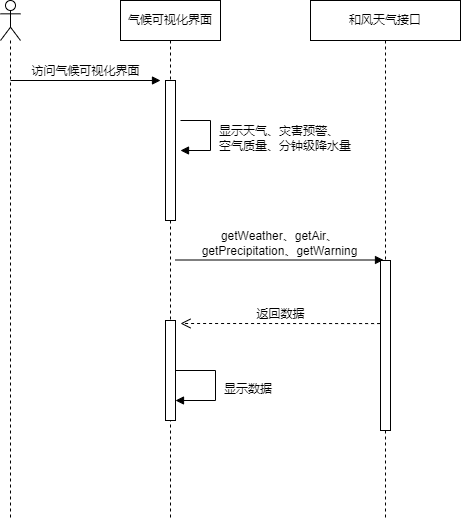 气候可视化界面
和风天气接口
访问气候可视化界面
显示天气、灾害预警、
空气质量、分钟级降水量
getWeather、getAir、
getPrecipitation、getWarning
返回数据
显示数据